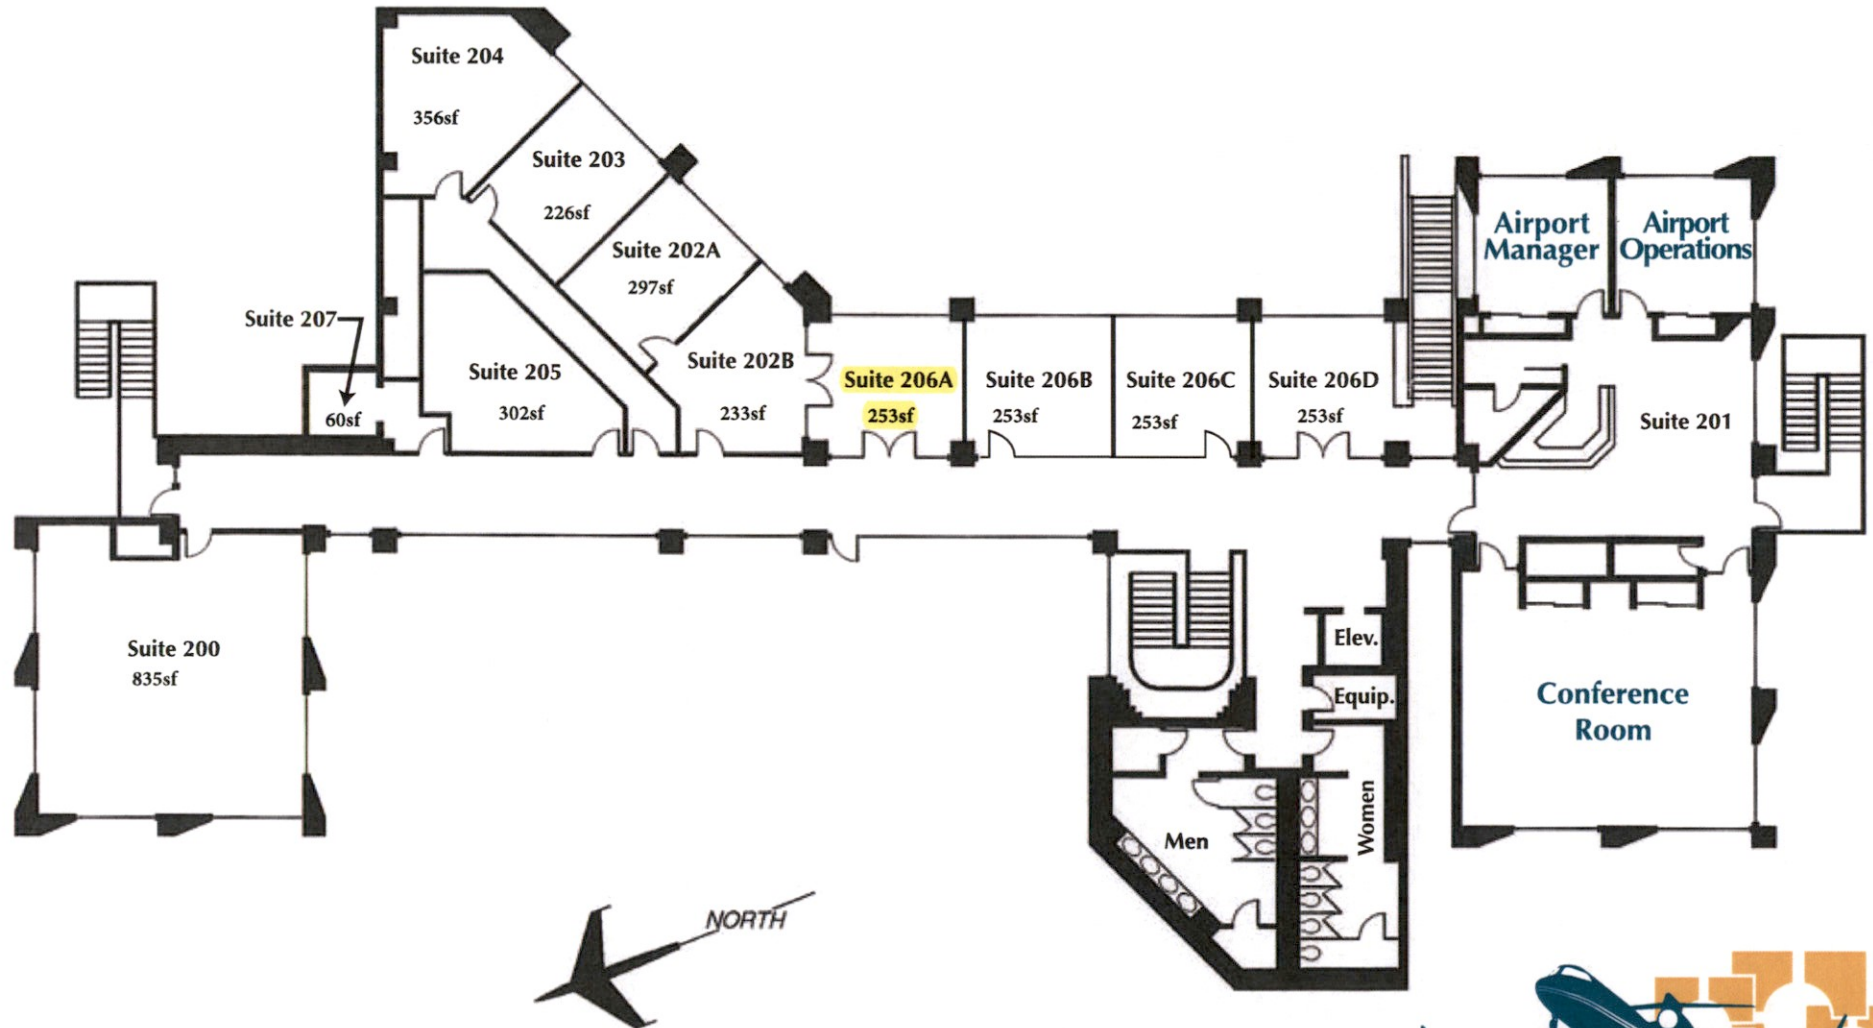 Suite 204
356sf
Suite 203
226sf
Suite 202A
297sf
Suite 207
60sf
Suite 205
302sf
Suite 202B
233sf
Suite 206A
253sf
Suite 206B
253sf
Suite 206C
253sf
Suite 206D
253sf
Airport
Manager
Airport
Operations
Suite 201
Suite 200
835sf
Elev.
Equip.
Conference
Room
Men
Women
NORTH